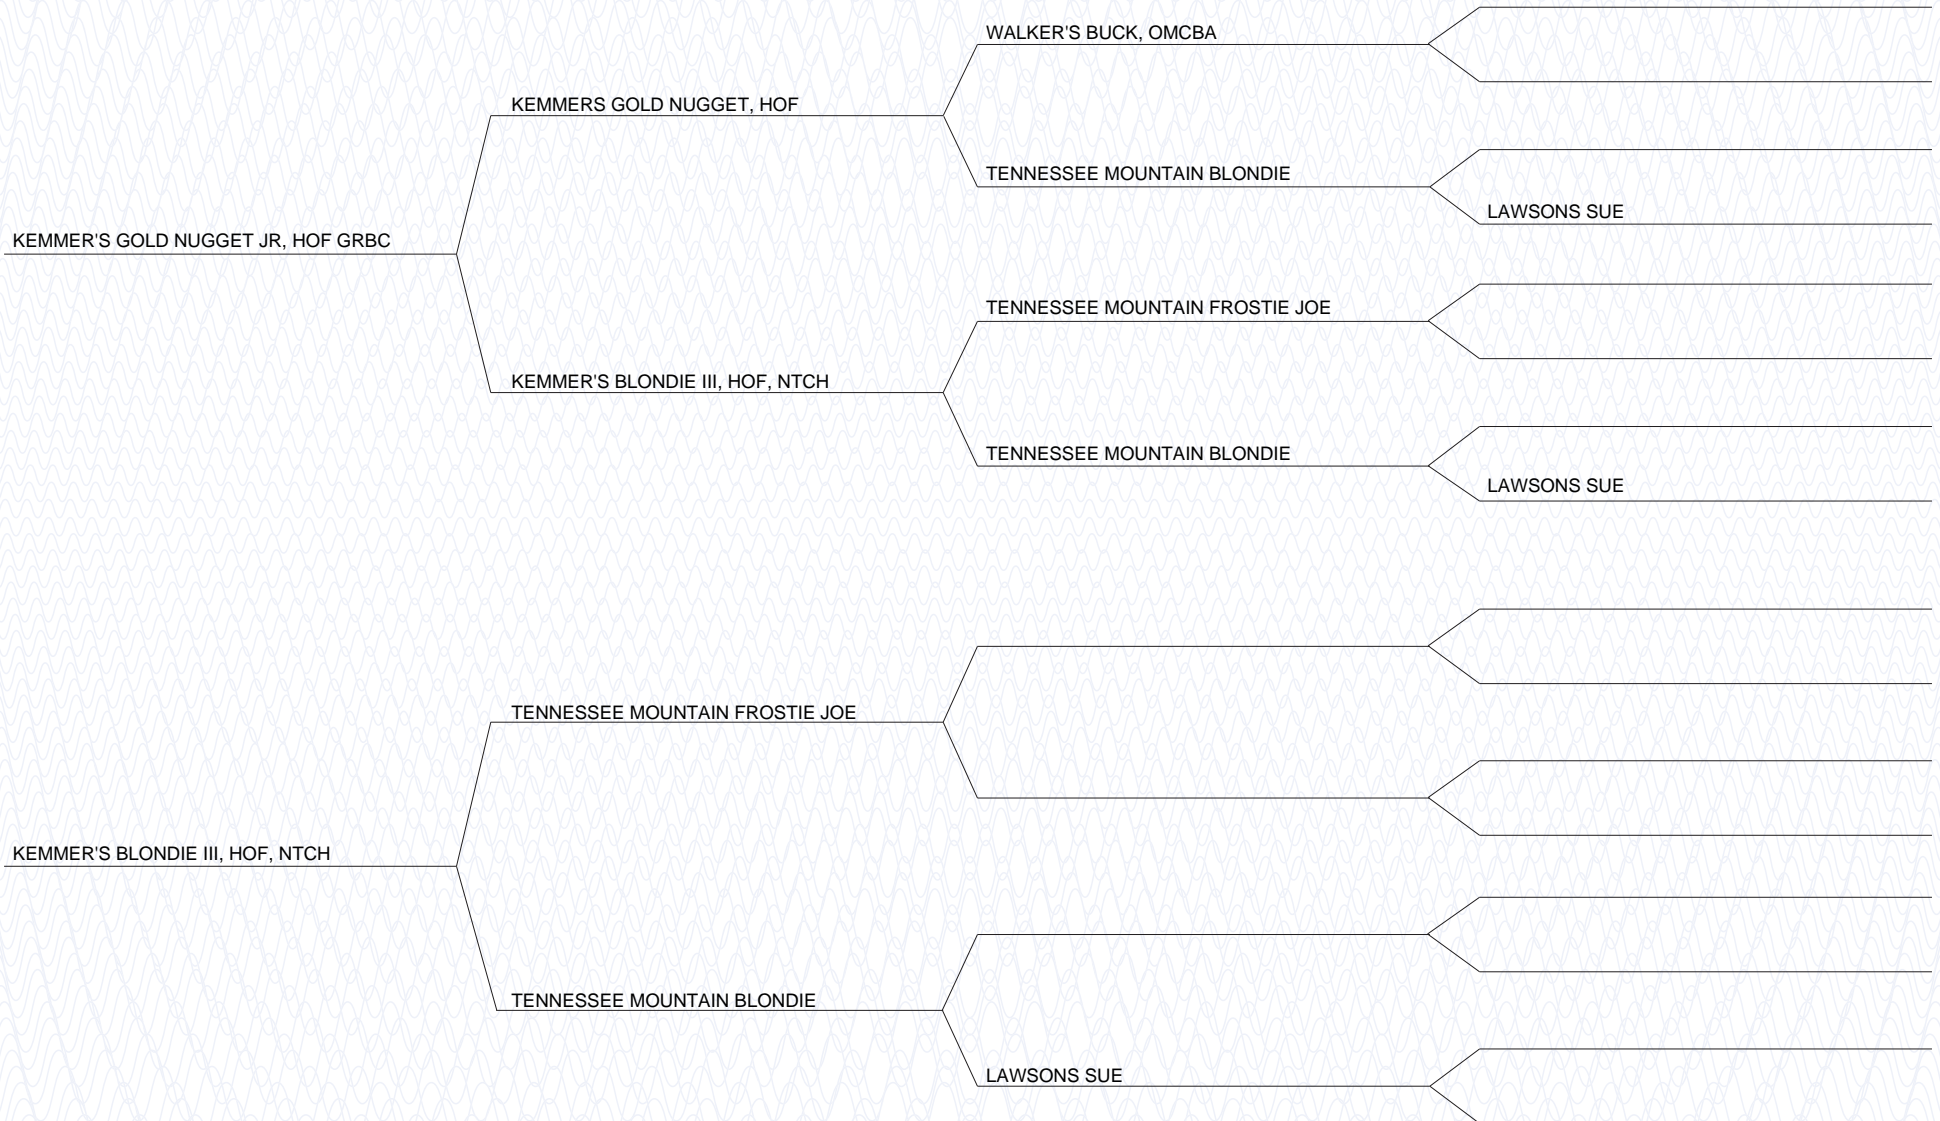 WALKER'S BUCK, OMCBA
KEMMERS GOLD NUGGET, HOF
TENNESSEE MOUNTAIN BLONDIE
LAWSONS SUE
KEMMER'S GOLD NUGGET JR, HOF GRBC
TENNESSEE MOUNTAIN FROSTIE JOE
KEMMER'S BLONDIE III, HOF, NTCH
TENNESSEE MOUNTAIN BLONDIE
LAWSONS SUE
TENNESSEE MOUNTAIN FROSTIE JOE
KEMMER'S BLONDIE III, HOF, NTCH
TENNESSEE MOUNTAIN BLONDIE
LAWSONS SUE